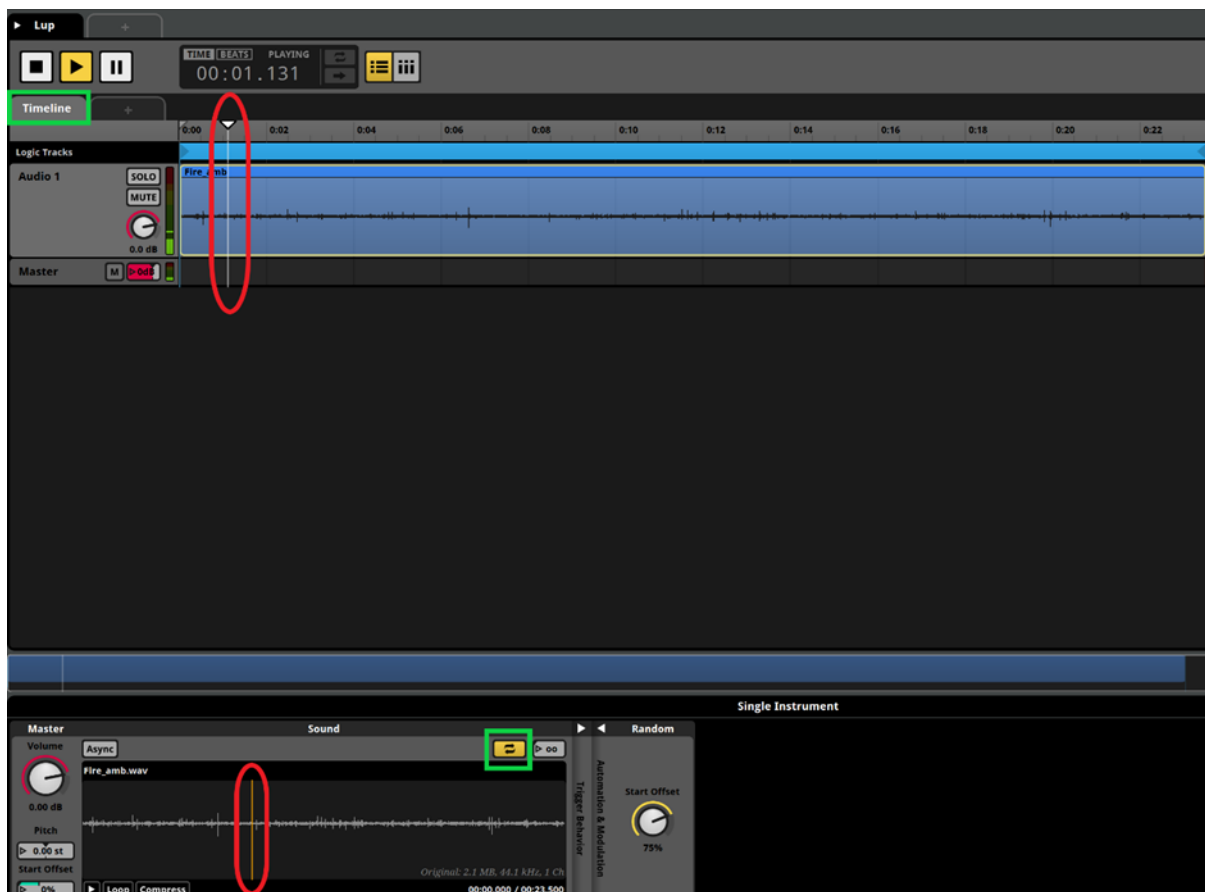 Lup
+
TIME BEATS PLAYING
00:01.131
Timeline
+
0:00 0:02 0:04 0:06 0:08 0:10 0:12 0:14 0:16 0:18 0:20 0:22
Logic Tracks
Audio 1 SOLO
Fire_amb
MUTE
0.0 dB
Master M 0dB
Single Instrument
Master Sound Random
Volume Async
Fire_amb.wav
0.00 dB
Pitch
0.00 st
Start Offset
0%
Original: 2.1 MB, 44.1 kHz, 1 Ch
Loop Compress 00:00.000 / 00:23.500
Trigger Behavior
Automation & Modulation
Start Offset
75%